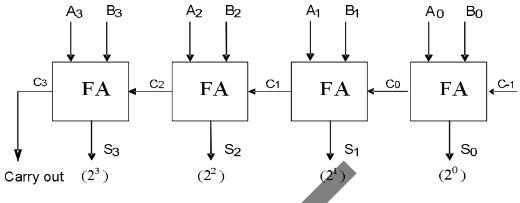 A₃ B₃ A₂ B₂ A₁ B₁ A₀ B₀
C₃ FA C₂ FA C₁ FA C₀ FA C₋₁
S₃ S₂ S₁ S₀
Carry out (2³) (2²) (2¹) (2⁰)